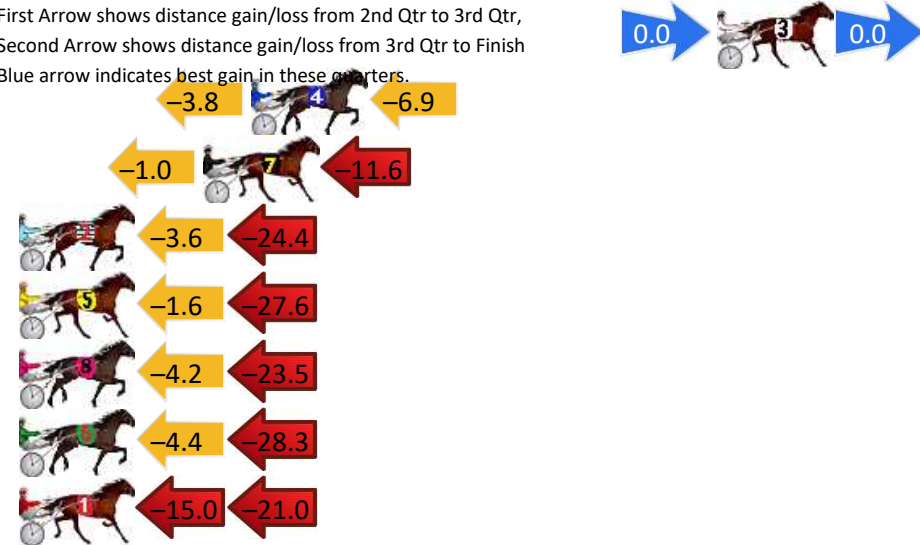 First Arrow shows distance gain/loss from 2nd Qtr to 3rd Qtr,
Second Arrow shows distance gain/loss from 3rd Qtr to Finish
Blue arrow indicates best gain in these quarters.
0.0 3 0.0
–3.8 4 –6.9
–1.0 7 –11.6
2 –3.6 –24.4
5 –1.6 –27.6
8 –4.2 –23.5
6 –4.4 –28.3
1 –15.0 –21.0